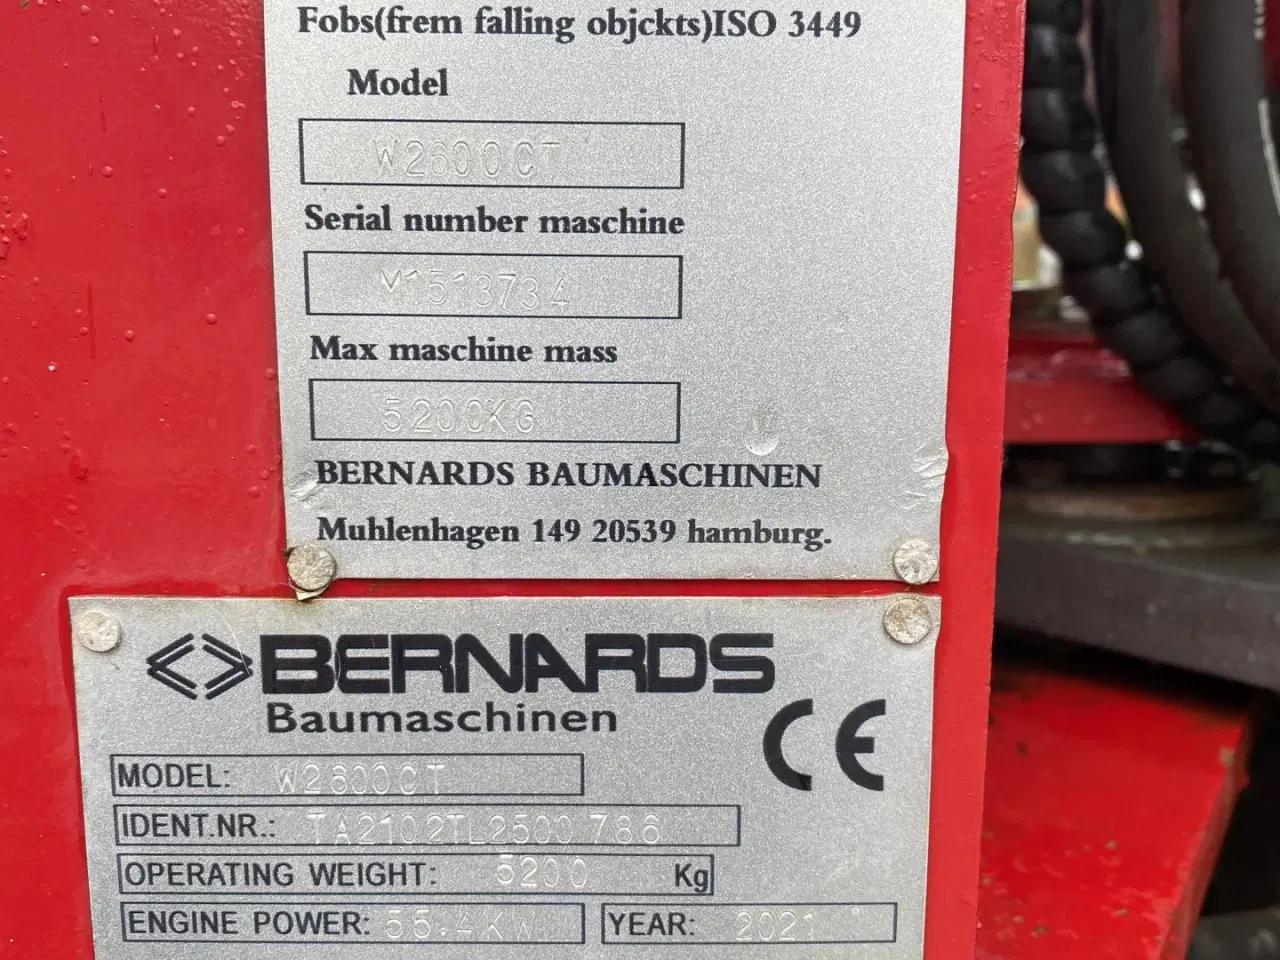 Fobs(frem falling objckts)ISO 3449
Model
W2600CT
Serial number maschine
M1513734
Max maschine mass
5200KG
BERNARDS BAUMASCHINEN
Muhlenhagen 149 20539 hamburg.
BERNARDS
Baumaschinen
CE
MODEL: W2600CT
IDENT.NR.: TA2102TL2500786
OPERATING WEIGHT: 5200 Kg
ENGINE POWER: 55.4KW YEAR: 2021